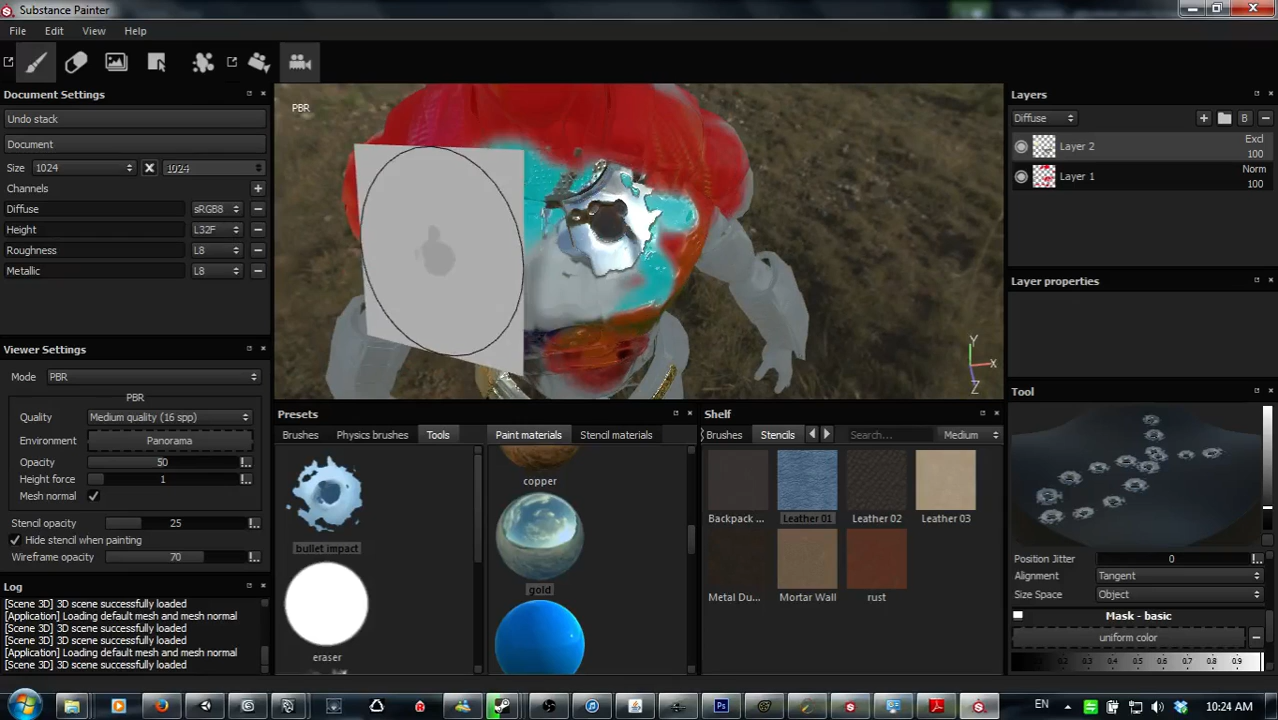 Substance Painter
File Edit View Help
Document Settings
Undo stack
Document
Size 1024 1024
Channels
Diffuse sRGB8
Height L32F
Roughness L8
Metallic L8
Viewer Settings
Mode PBR
PBR
Quality Medium quality (16 spp)
Environment Panorama
Opacity 50
Height force 1
Mesh normal
Stencil opacity 25
Hide stencil when painting
Wireframe opacity 70
Log
[Scene 3D] 3D scene successfully loaded
[Application] Loading default mesh and mesh normal
[Scene 3D] 3D scene successfully loaded
[Scene 3D] 3D scene successfully loaded
[Application] Loading default mesh and mesh normal
[Scene 3D] 3D scene successfully loaded
PBR
Y
X
Z
Presets
Brushes Physics brushes Tools
bullet impact
eraser
Paint materials Stencil materials
copper
gold
Shelf
Brushes Stencils Search... Medium
Backpack ... Leather 01 Leather 02 Leather 03
Metal Du... Mortar Wall rust
Layers
Diffuse B
Layer 2 Excl
100
Layer 1 Norm
100
Layer properties
Tool
Position Jitter 0
Alignment Tangent
Size Space Object
Mask - basic
uniform color
0.2 0.3 0.4 0.5 0.6 0.7 0.8 0.9
EN 10:24 AM